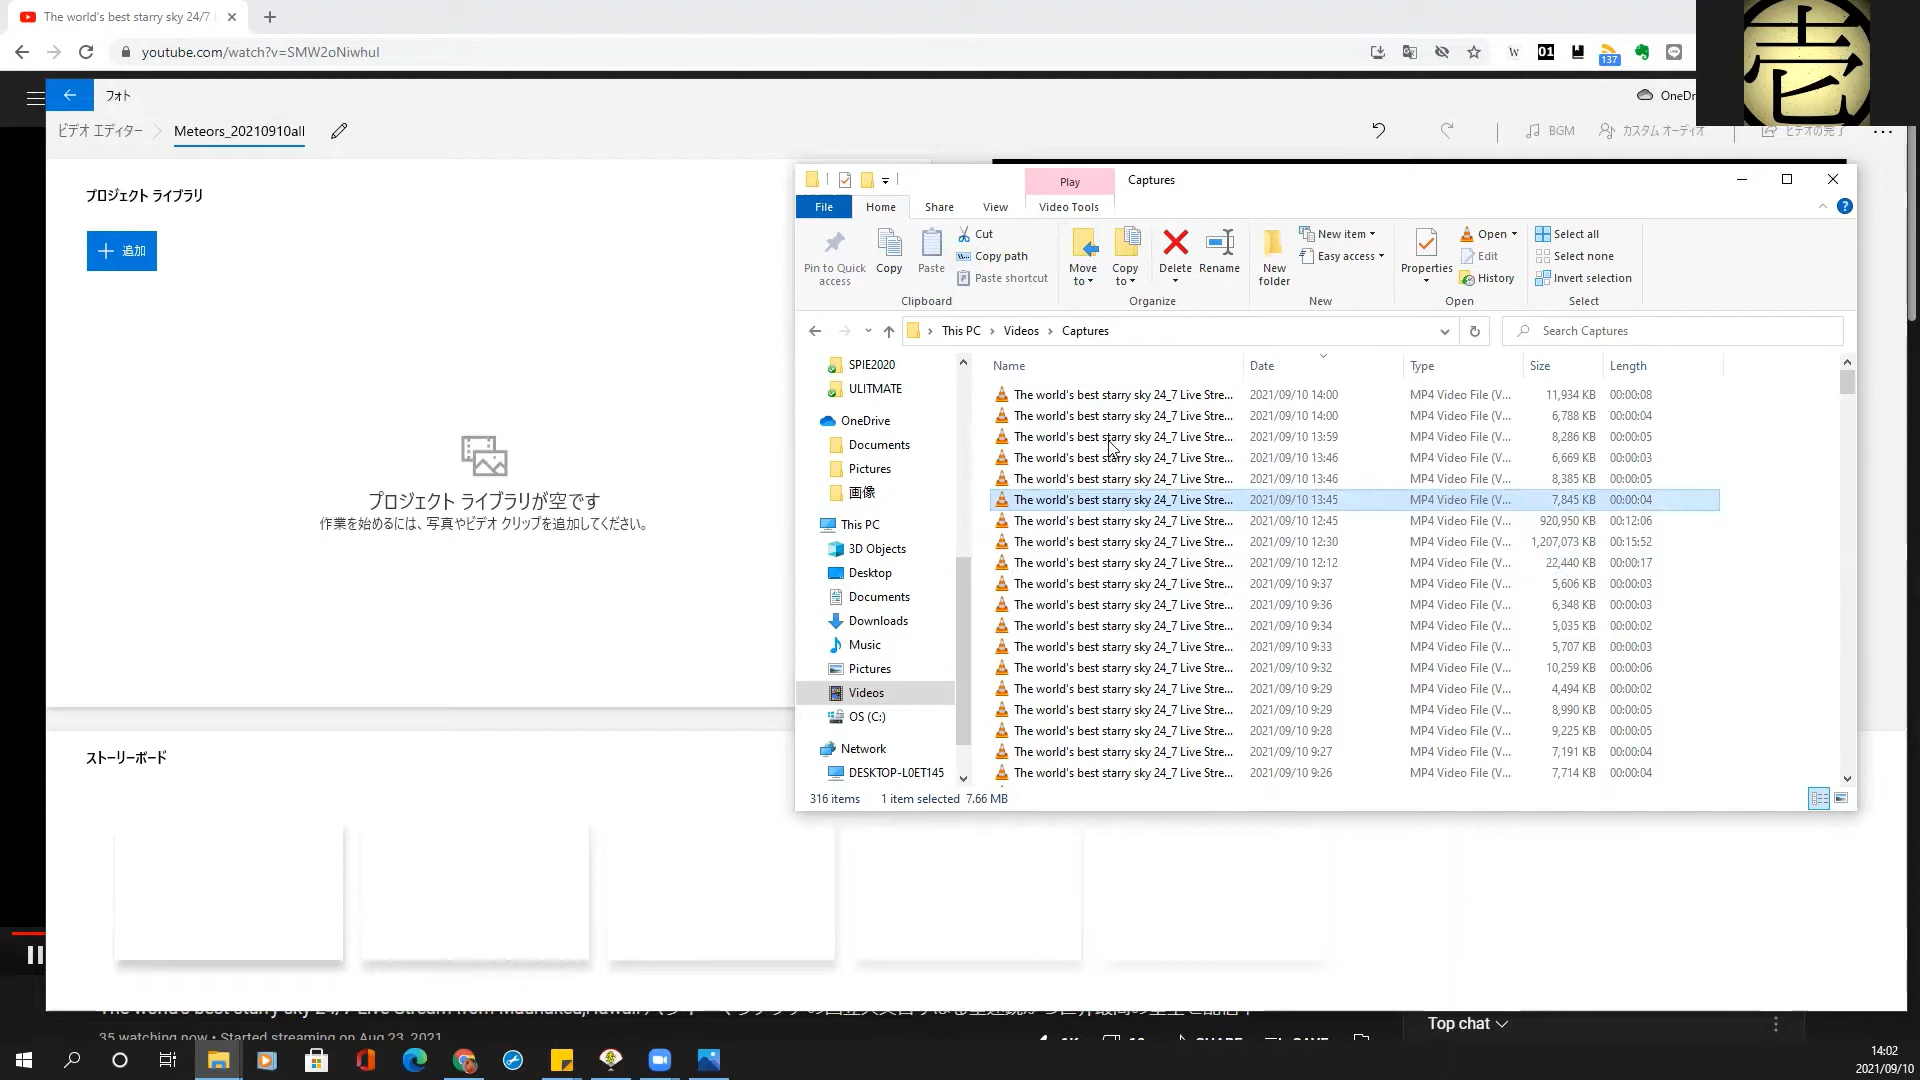 The world's best starry sky 24/7
youtube.com/watch?v=SMW2oNiwhuI
W
01
137
壱
フォト
OneDr
ビデオ エディター
Meteors_20210910all
BGM
カスタム オーディオ
ビデオの完了
プロジェクト ライブラリ
追加
プロジェクト ライブラリが空です
作業を始めるには、写真やビデオ クリップを追加してください。
ストーリーボード
Play
Captures
File
Home
Share
View
Video Tools
Pin to Quick access
Copy
Paste
Cut
Copy path
Paste shortcut
Clipboard
Move to
Copy to
Delete
Rename
Organize
New folder
New item
Easy access
New
Properties
Open
Edit
History
Open
Select all
Select none
Invert selection
Select
This PC > Videos > Captures
Search Captures
SPIE2020
ULITMATE
OneDrive
Documents
Pictures
画像
This PC
3D Objects
Desktop
Documents
Downloads
Music
Pictures
Videos
OS (C:)
Network
DESKTOP-L0ET145
Name Date Type Size Length
The world's best starry sky 24_7 Live Stre... 2021/09/10 14:00 MP4 Video File (V... 11,934 KB 00:00:08
The world's best starry sky 24_7 Live Stre... 2021/09/10 14:00 MP4 Video File (V... 6,788 KB 00:00:04
The world's best starry sky 24_7 Live Stre... 2021/09/10 13:59 MP4 Video File (V... 8,286 KB 00:00:05
The world's best starry sky 24_7 Live Stre... 2021/09/10 13:46 MP4 Video File (V... 6,669 KB 00:00:03
The world's best starry sky 24_7 Live Stre... 2021/09/10 13:46 MP4 Video File (V... 8,385 KB 00:00:05
The world's best starry sky 24_7 Live Stre... 2021/09/10 13:45 MP4 Video File (V... 7,845 KB 00:00:04
The world's best starry sky 24_7 Live Stre... 2021/09/10 12:45 MP4 Video File (V... 920,950 KB 00:12:06
The world's best starry sky 24_7 Live Stre... 2021/09/10 12:30 MP4 Video File (V... 1,207,073 KB 00:15:52
The world's best starry sky 24_7 Live Stre... 2021/09/10 12:12 MP4 Video File (V... 22,440 KB 00:00:17
The world's best starry sky 24_7 Live Stre... 2021/09/10 9:37 MP4 Video File (V... 5,606 KB 00:00:03
The world's best starry sky 24_7 Live Stre... 2021/09/10 9:36 MP4 Video File (V... 6,348 KB 00:00:03
The world's best starry sky 24_7 Live Stre... 2021/09/10 9:34 MP4 Video File (V... 5,035 KB 00:00:02
The world's best starry sky 24_7 Live Stre... 2021/09/10 9:33 MP4 Video File (V... 5,707 KB 00:00:03
The world's best starry sky 24_7 Live Stre... 2021/09/10 9:32 MP4 Video File (V... 10,259 KB 00:00:06
The world's best starry sky 24_7 Live Stre... 2021/09/10 9:29 MP4 Video File (V... 4,494 KB 00:00:02
The world's best starry sky 24_7 Live Stre... 2021/09/10 9:29 MP4 Video File (V... 8,990 KB 00:00:05
The world's best starry sky 24_7 Live Stre... 2021/09/10 9:28 MP4 Video File (V... 9,225 KB 00:00:05
The world's best starry sky 24_7 Live Stre... 2021/09/10 9:27 MP4 Video File (V... 7,191 KB 00:00:04
The world's best starry sky 24_7 Live Stre... 2021/09/10 9:26 MP4 Video File (V... 7,714 KB 00:00:04
316 items 1 item selected 7.66 MB
The world's best starry sky 24/7 Live Stream from Maunakea,Hawaii
35 watching now • Started streaming on Aug 23, 2021
SHARE
SAVE
Top chat
14:02
2021/09/10